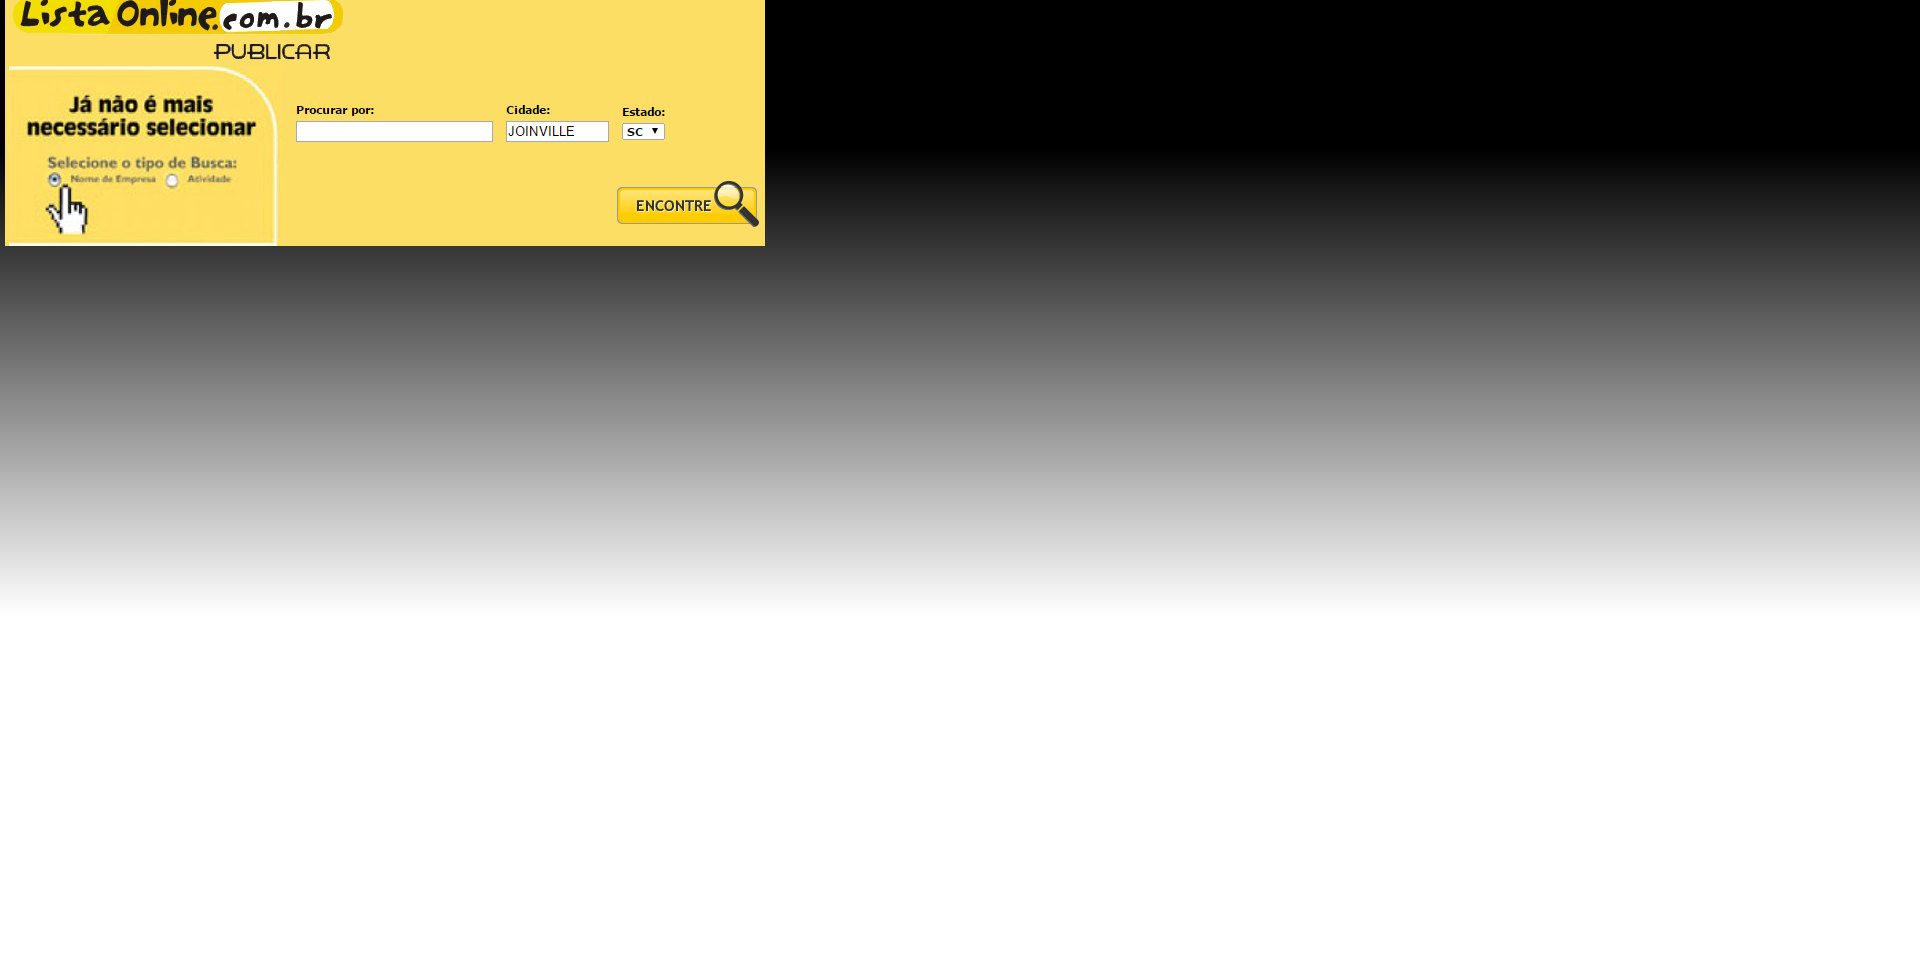 Lista Online.com.br
PUBLICAR
Já não é mais
necessário selecionar
Selecione o tipo de Busca:
Nome de Empresa Atividade
Procurar por:
Cidade:
Estado:
JOINVILLE
SC
ENCONTRE